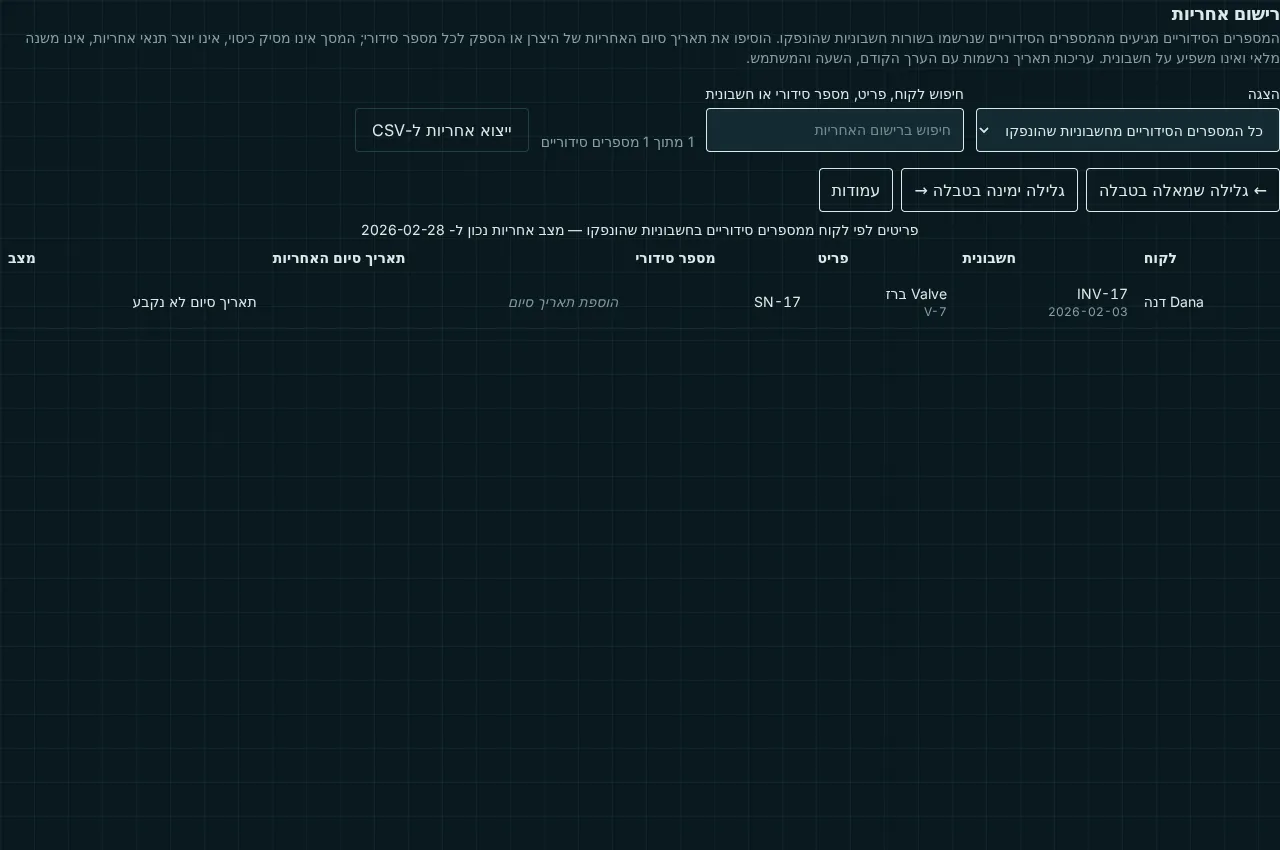 רישום אחריות
המספרים הסידוריים מגיעים מהמספרים הסידוריים שנרשמו בשורות חשבוניות שהונפקו. הוסיפו את תאריך סיום האחריות של היצרן או הספק לכל מספר סידורי; המסך אינו מסיק כיסוי, אינו יוצר תנאי אחריות, אינו משנה
מלאי ואינו משפיע על חשבונית. עריכות תאריך נרשמות עם הערך הקודם, השעה והמשתמש.
הצגה
כל המספרים הסידוריים מחשבוניות שהונפקו
חיפוש לקוח, פריט, מספר סידורי או חשבונית
חיפוש ברישום האחריות
1 מתוך 1 מספרים סידוריים
ייצוא אחריות ל-CSV
← גלילה שמאלה בטבלה
גלילה ימינה בטבלה →
עמודות
פריטים לפי לקוח ממספרים סידוריים בחשבוניות שהונפקו — מצב אחריות נכון ל- 2026-02-28
לקוח חשבונית פריט מספר סידורי תאריך סיום האחריות מצב
Dana דנה INV-17 Valve ברז SN-17 הוספת תאריך סיום תאריך סיום לא נקבע
2026-02-03 V-7